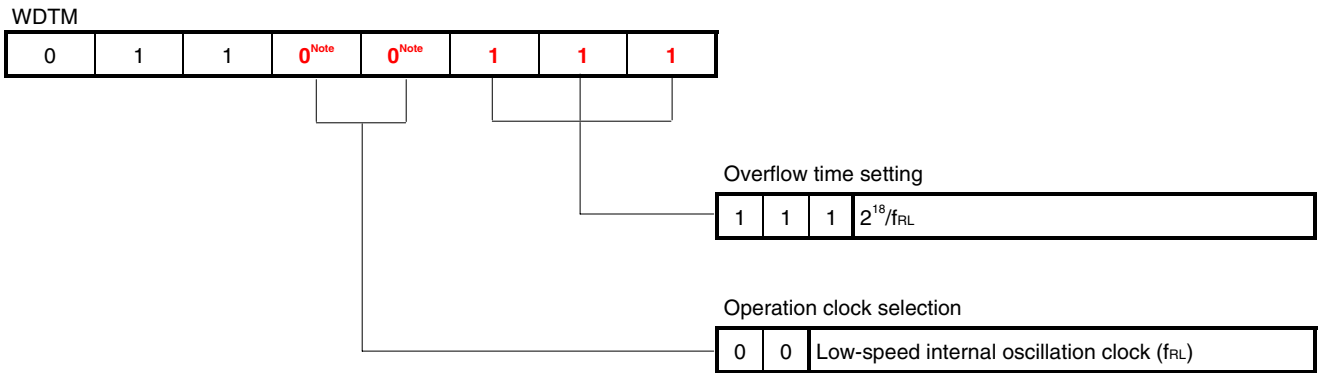 WDTM
0 1 1 0Note 0Note 1 1 1
Overflow time setting
1 1 1 2^18/fRL
Operation clock selection
0 0 Low-speed internal oscillation clock (fRL)